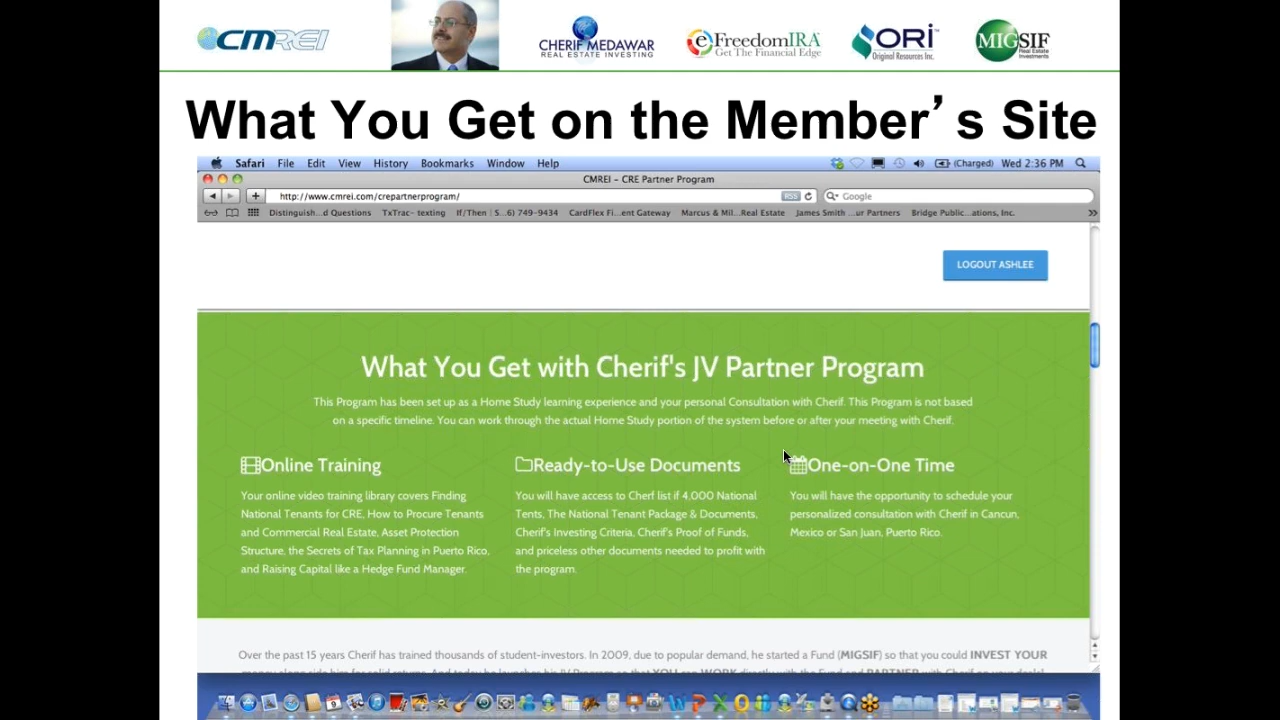 CMREI
CHERIF MEDAWAR
REAL ESTATE INVESTING
eFreedomIRA
Get The Financial Edge
ORI™
Original Resources Inc.
MIGSIF
Real Estate
Investments
What You Get on the Member’s Site
Safari File Edit View History Bookmarks Window Help (Charged) Wed 2:36 PM
CMREI – CRE Partner Program
http://www.cmrei.com/crepartnerprogram/ RSS Google
Distinguish...d Questions TxTrac- texting If/Then | S...6) 749-9434 CardFlex Fi...ent Gateway Marcus & Mil...Real Estate James Smith ...ur Partners Bridge Public...ations, Inc. »
LOGOUT ASHLEE
What You Get with Cherif's JV Partner Program
This Program has been set up as a Home Study learning experience and your personal Consultation with Cherif. This Program is not based
on a specific timeline. You can work through the actual Home Study portion of the system before or after your meeting with Cherif.
Online Training
Your online video training library covers Finding
National Tenants for CRE, How to Procure Tenants
and Commercial Real Estate, Asset Protection
Structure, the Secrets of Tax Planning in Puerto Rico,
and Raising Capital like a Hedge Fund Manager.
Ready-to-Use Documents
You will have access to Cherf list if 4,000 National
Tents, The National Tenant Package & Documents,
Cherif's Investing Criteria, Cherif's Proof of Funds,
and priceless other documents needed to profit with
the program.
One-on-One Time
You will have the opportunity to schedule your
personalized consultation with Cherif in Cancun,
Mexico or San Juan, Puerto Rico.
Over the past 15 years Cherif has trained thousands of student-investors. In 2009, due to popular demand, he started a Fund (MIGSIF) so that you could INVEST YOUR